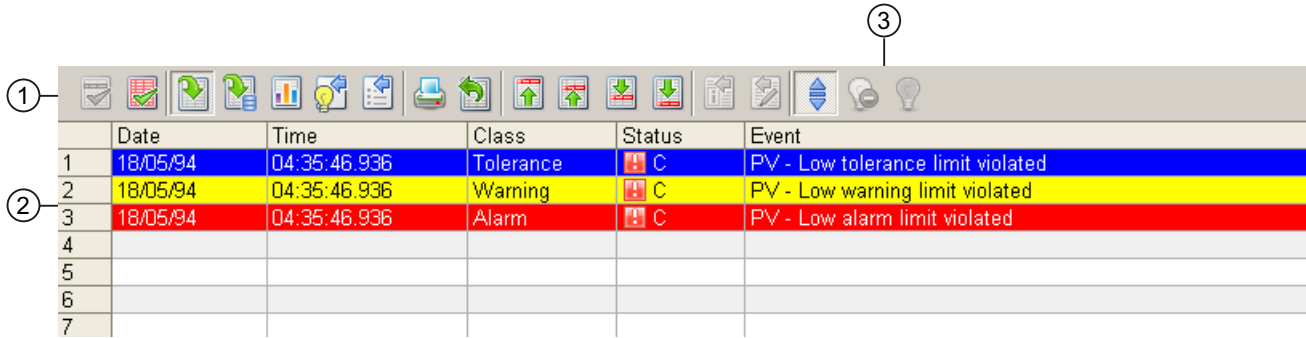 3
1
Date Time Class Status Event
1 18/05/94 04:35:46.936 Tolerance C PV - Low tolerance limit violated
2 18/05/94 04:35:46.936 Warning C PV - Low warning limit violated
2
3 18/05/94 04:35:46.936 Alarm C PV - Low alarm limit violated
4
5
6
7